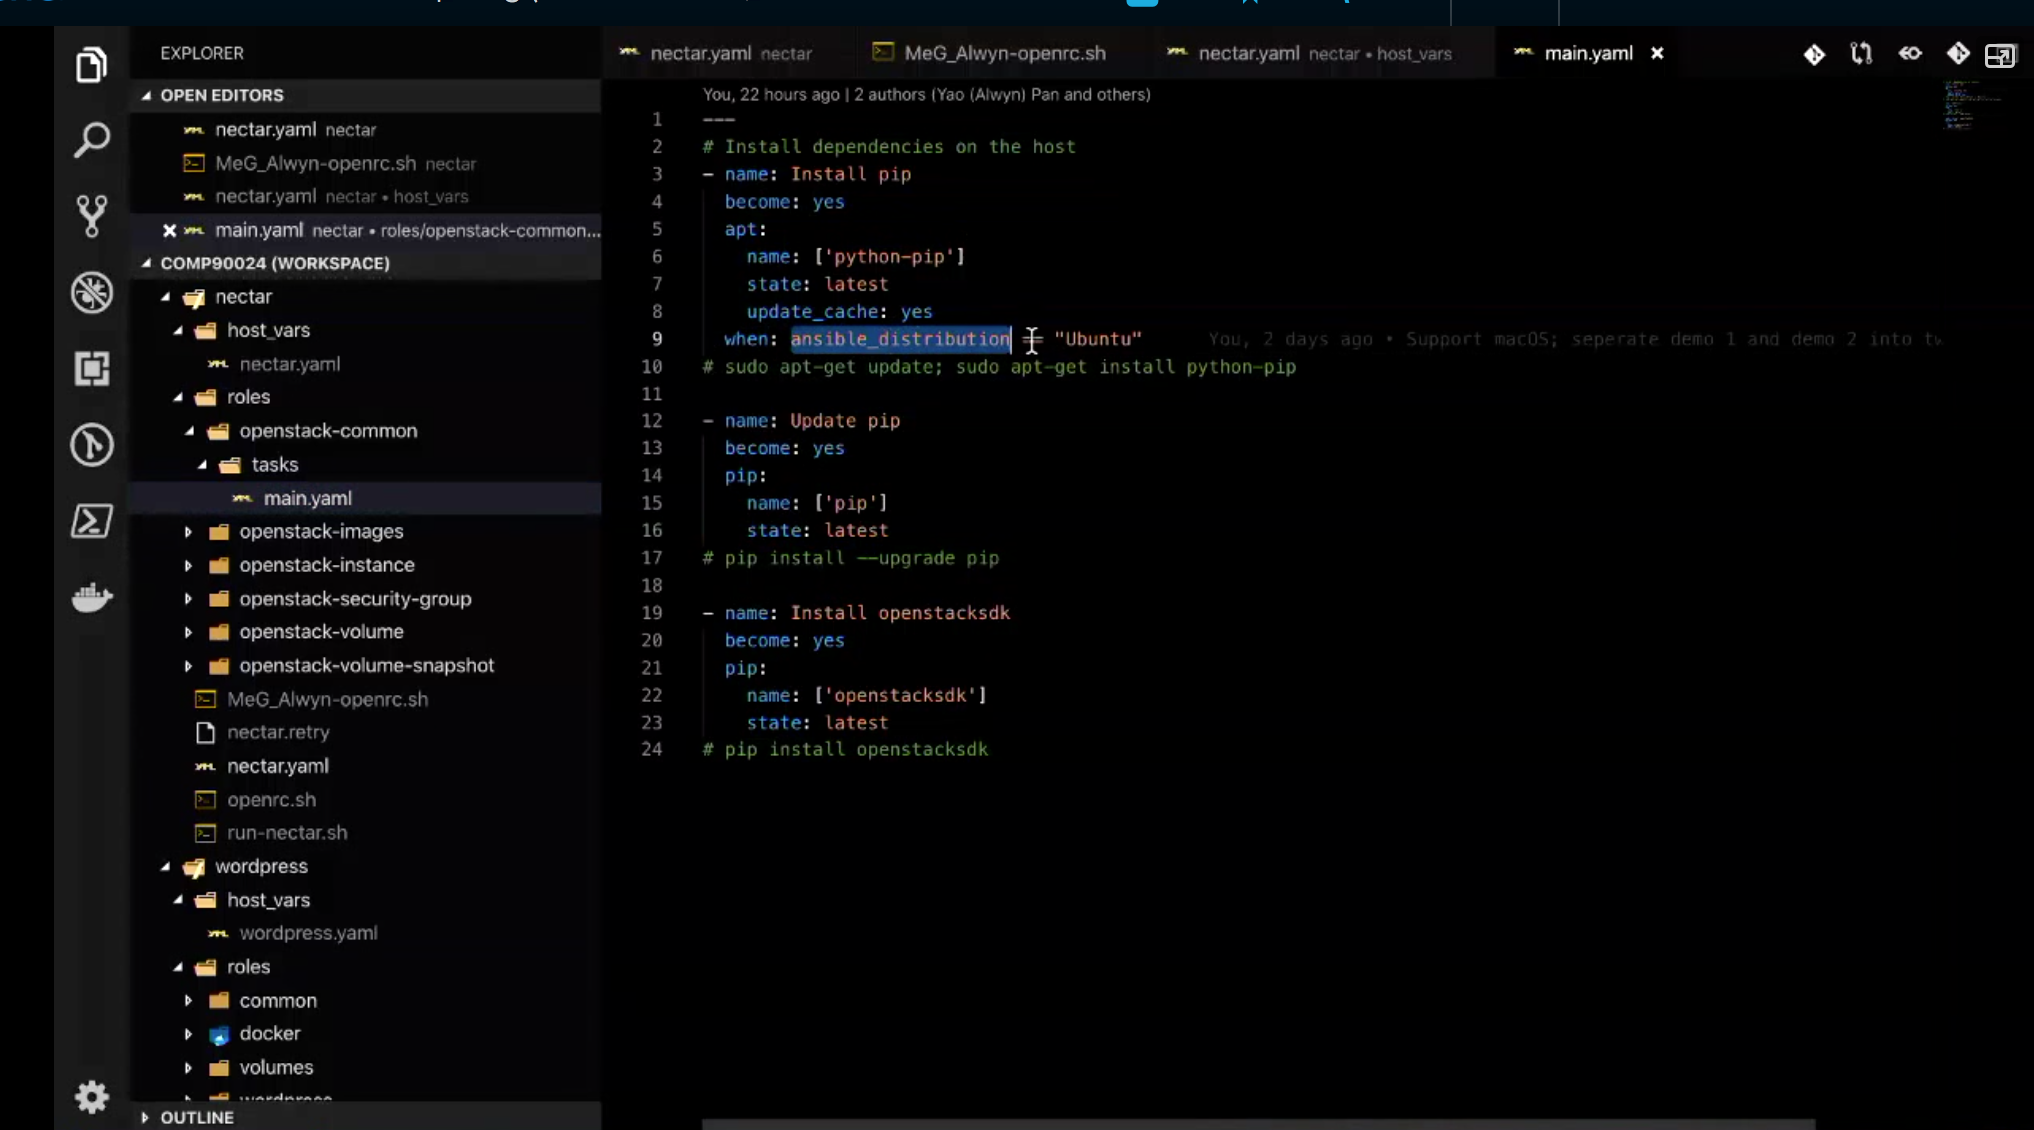 EXPLORER
OPEN EDITORS
nectar.yaml nectar
MeG_Alwyn-openrc.sh nectar
nectar.yaml nectar • host_vars
main.yaml nectar • roles/openstack-common...
COMP90024 (WORKSPACE)
nectar
host_vars
nectar.yaml
roles
openstack-common
tasks
main.yaml
openstack-images
openstack-instance
openstack-security-group
openstack-volume
openstack-volume-snapshot
MeG_Alwyn-openrc.sh
nectar.retry
nectar.yaml
openrc.sh
run-nectar.sh
wordpress
host_vars
wordpress.yaml
roles
common
docker
volumes
wordpress
OUTLINE
nectar.yaml nectar MeG_Alwyn-openrc.sh nectar.yaml nectar • host_vars main.yaml
You, 22 hours ago | 2 authors (Yao (Alwyn) Pan and others)
1 ---
2 # Install dependencies on the host
3 - name: Install pip
4 become: yes
5 apt:
6 name: ['python-pip']
7 state: latest
8 update_cache: yes
9 when: ansible_distribution == "Ubuntu" You, 2 days ago • Support macOS; seperate demo 1 and demo 2 into
10 # sudo apt-get update; sudo apt-get install python-pip
11
12 - name: Update pip
13 become: yes
14 pip:
15 name: ['pip']
16 state: latest
17 # pip install --upgrade pip
18
19 - name: Install openstacksdk
20 become: yes
21 pip:
22 name: ['openstacksdk']
23 state: latest
24 # pip install openstacksdk